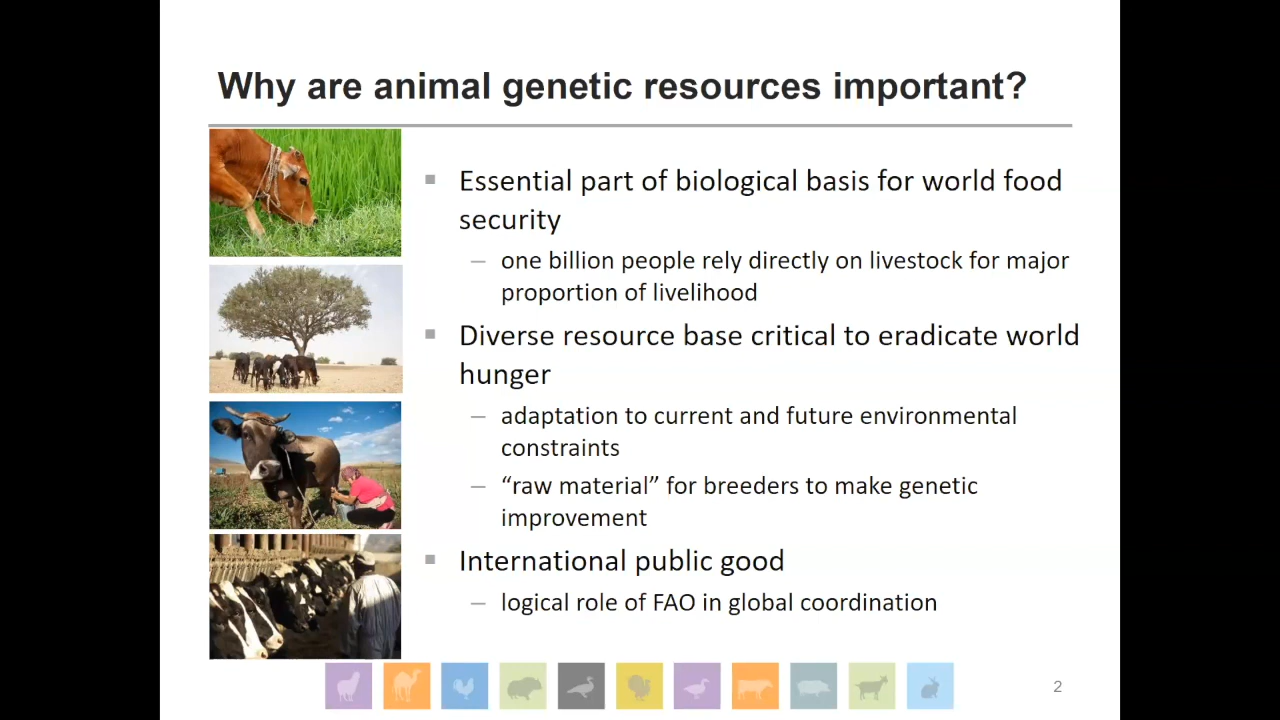 Why are animal genetic resources important?
▪ Essential part of biological basis for world food
security
– one billion people rely directly on livestock for major
proportion of livelihood
▪ Diverse resource base critical to eradicate world
hunger
– adaptation to current and future environmental
constraints
– “raw material” for breeders to make genetic
improvement
▪ International public good
– logical role of FAO in global coordination
2